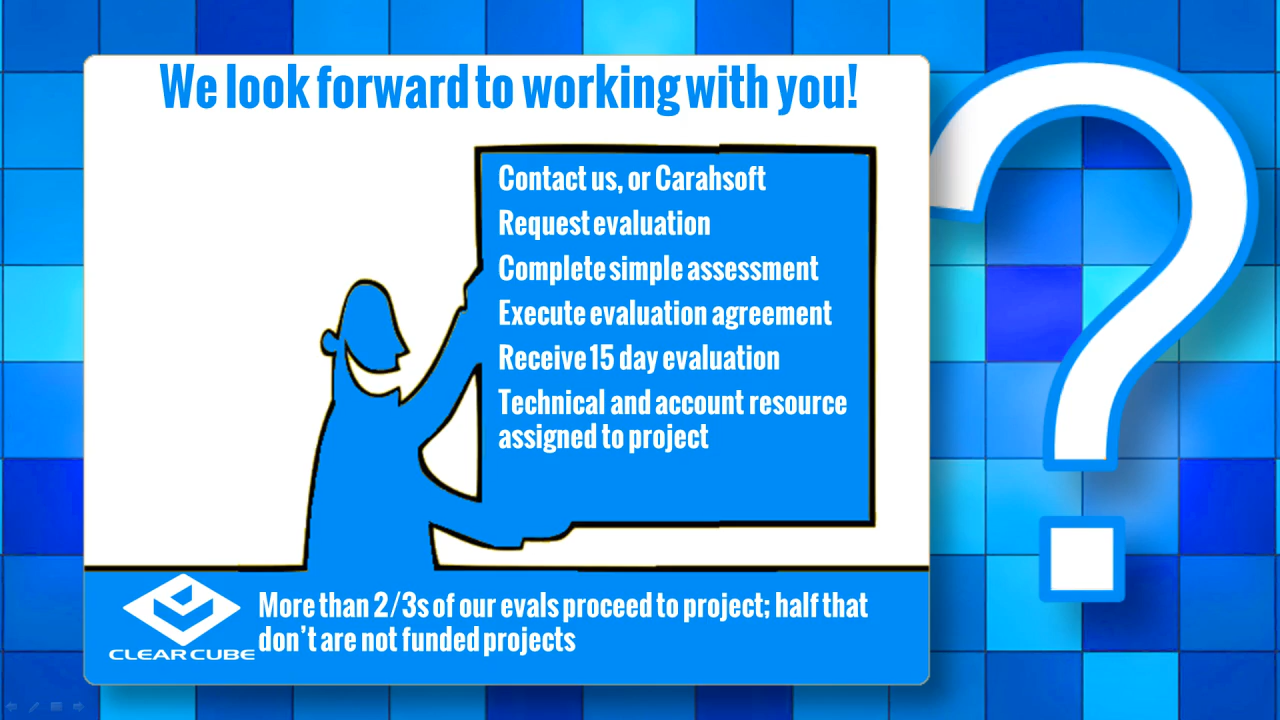 We look forward to working with you!
Contact us, or Carahsoft
Request evaluation
Complete simple assessment
Execute evaluation agreement
Receive 15 day evaluation
Technical and account resource
assigned to project
More than 2/3s of our evals proceed to project; half that
don't are not funded projects
CLEARCUBE
?